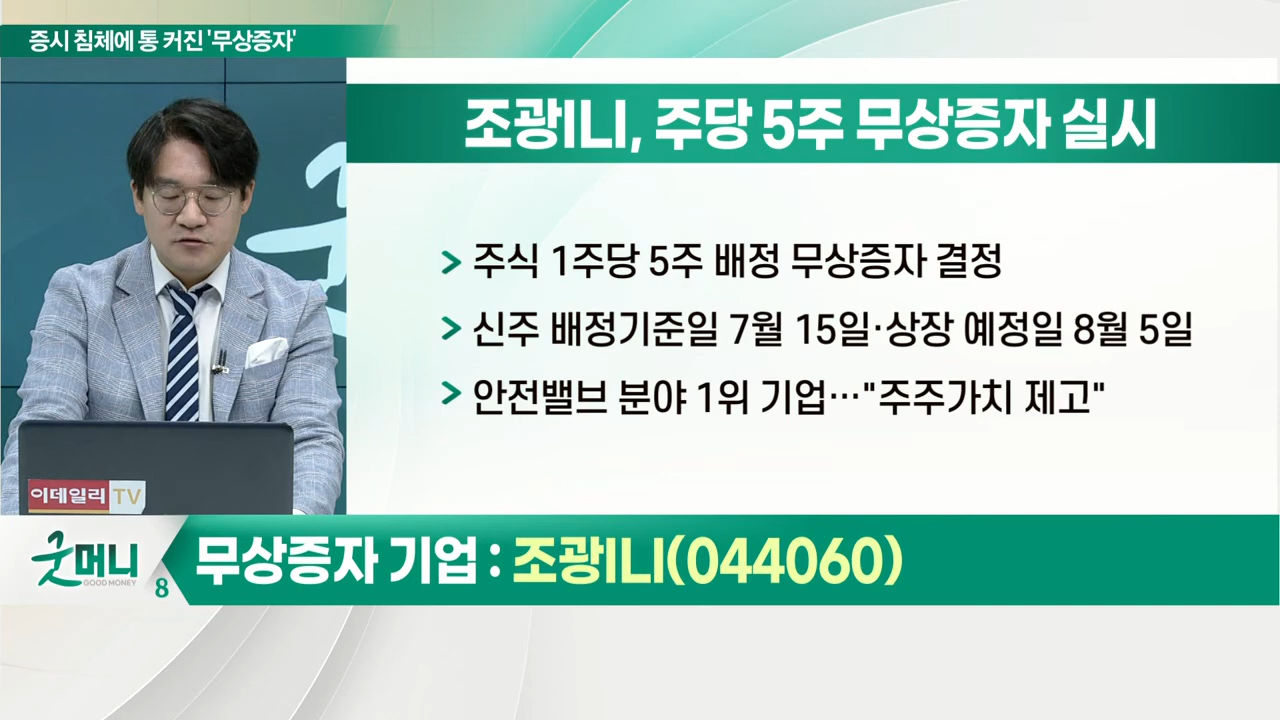 증시 침체에 통 커진 '무상증자'
조광ILI, 주당 5주 무상증자 실시
주식 1주당 5주 배정 무상증자 결정
신주 배정기준일 7월 15일·상장 예정일 8월 5일
안전밸브 분야 1위 기업…"주주가치 제고"
이데일리 TV
굿머니
GOOD MONEY
8
무상증자 기업 : 조광ILI(044060)